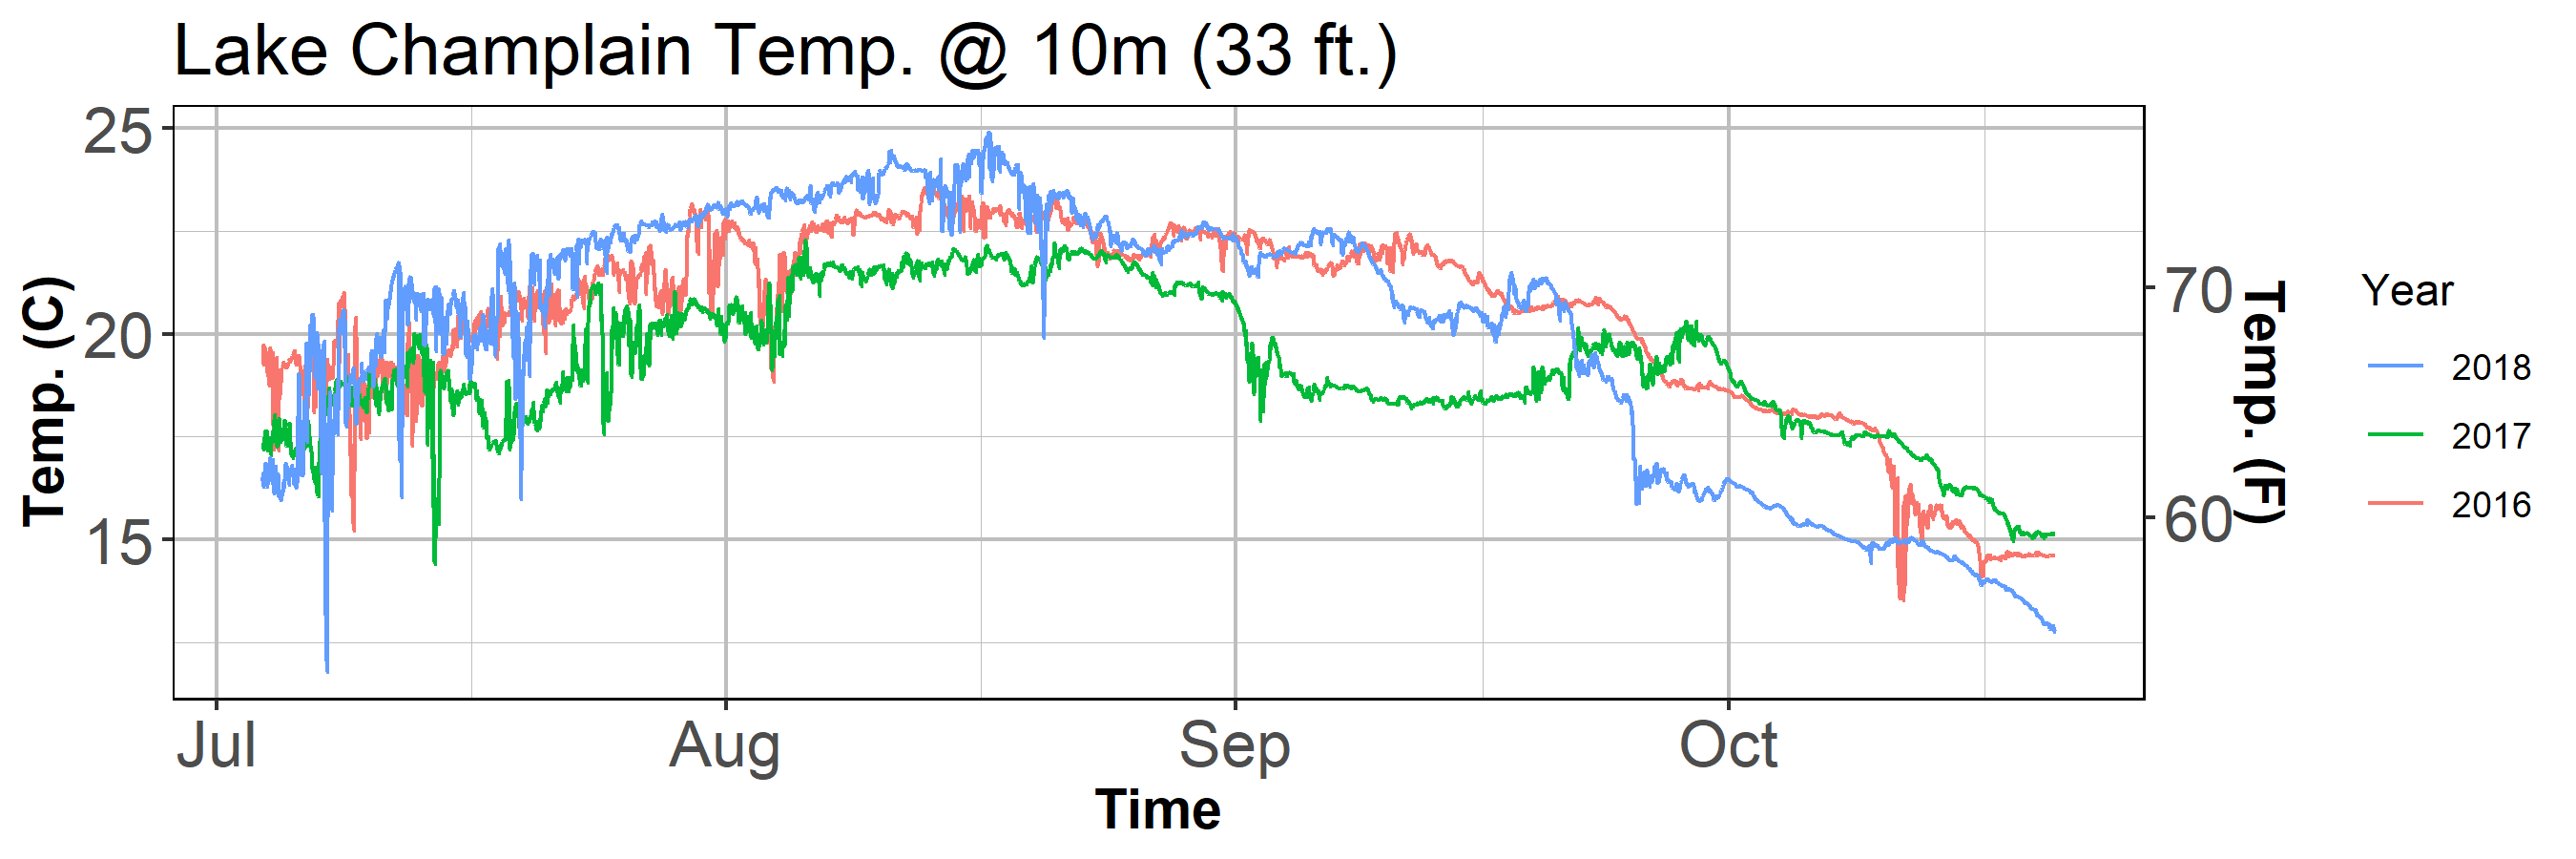 Lake Champlain Temp. @ 10m (33 ft.)
Temp. (C)
25
20
15
Jul Aug Sep Oct
Time
70
60
Temp. (F)
Year
2018
2017
2016